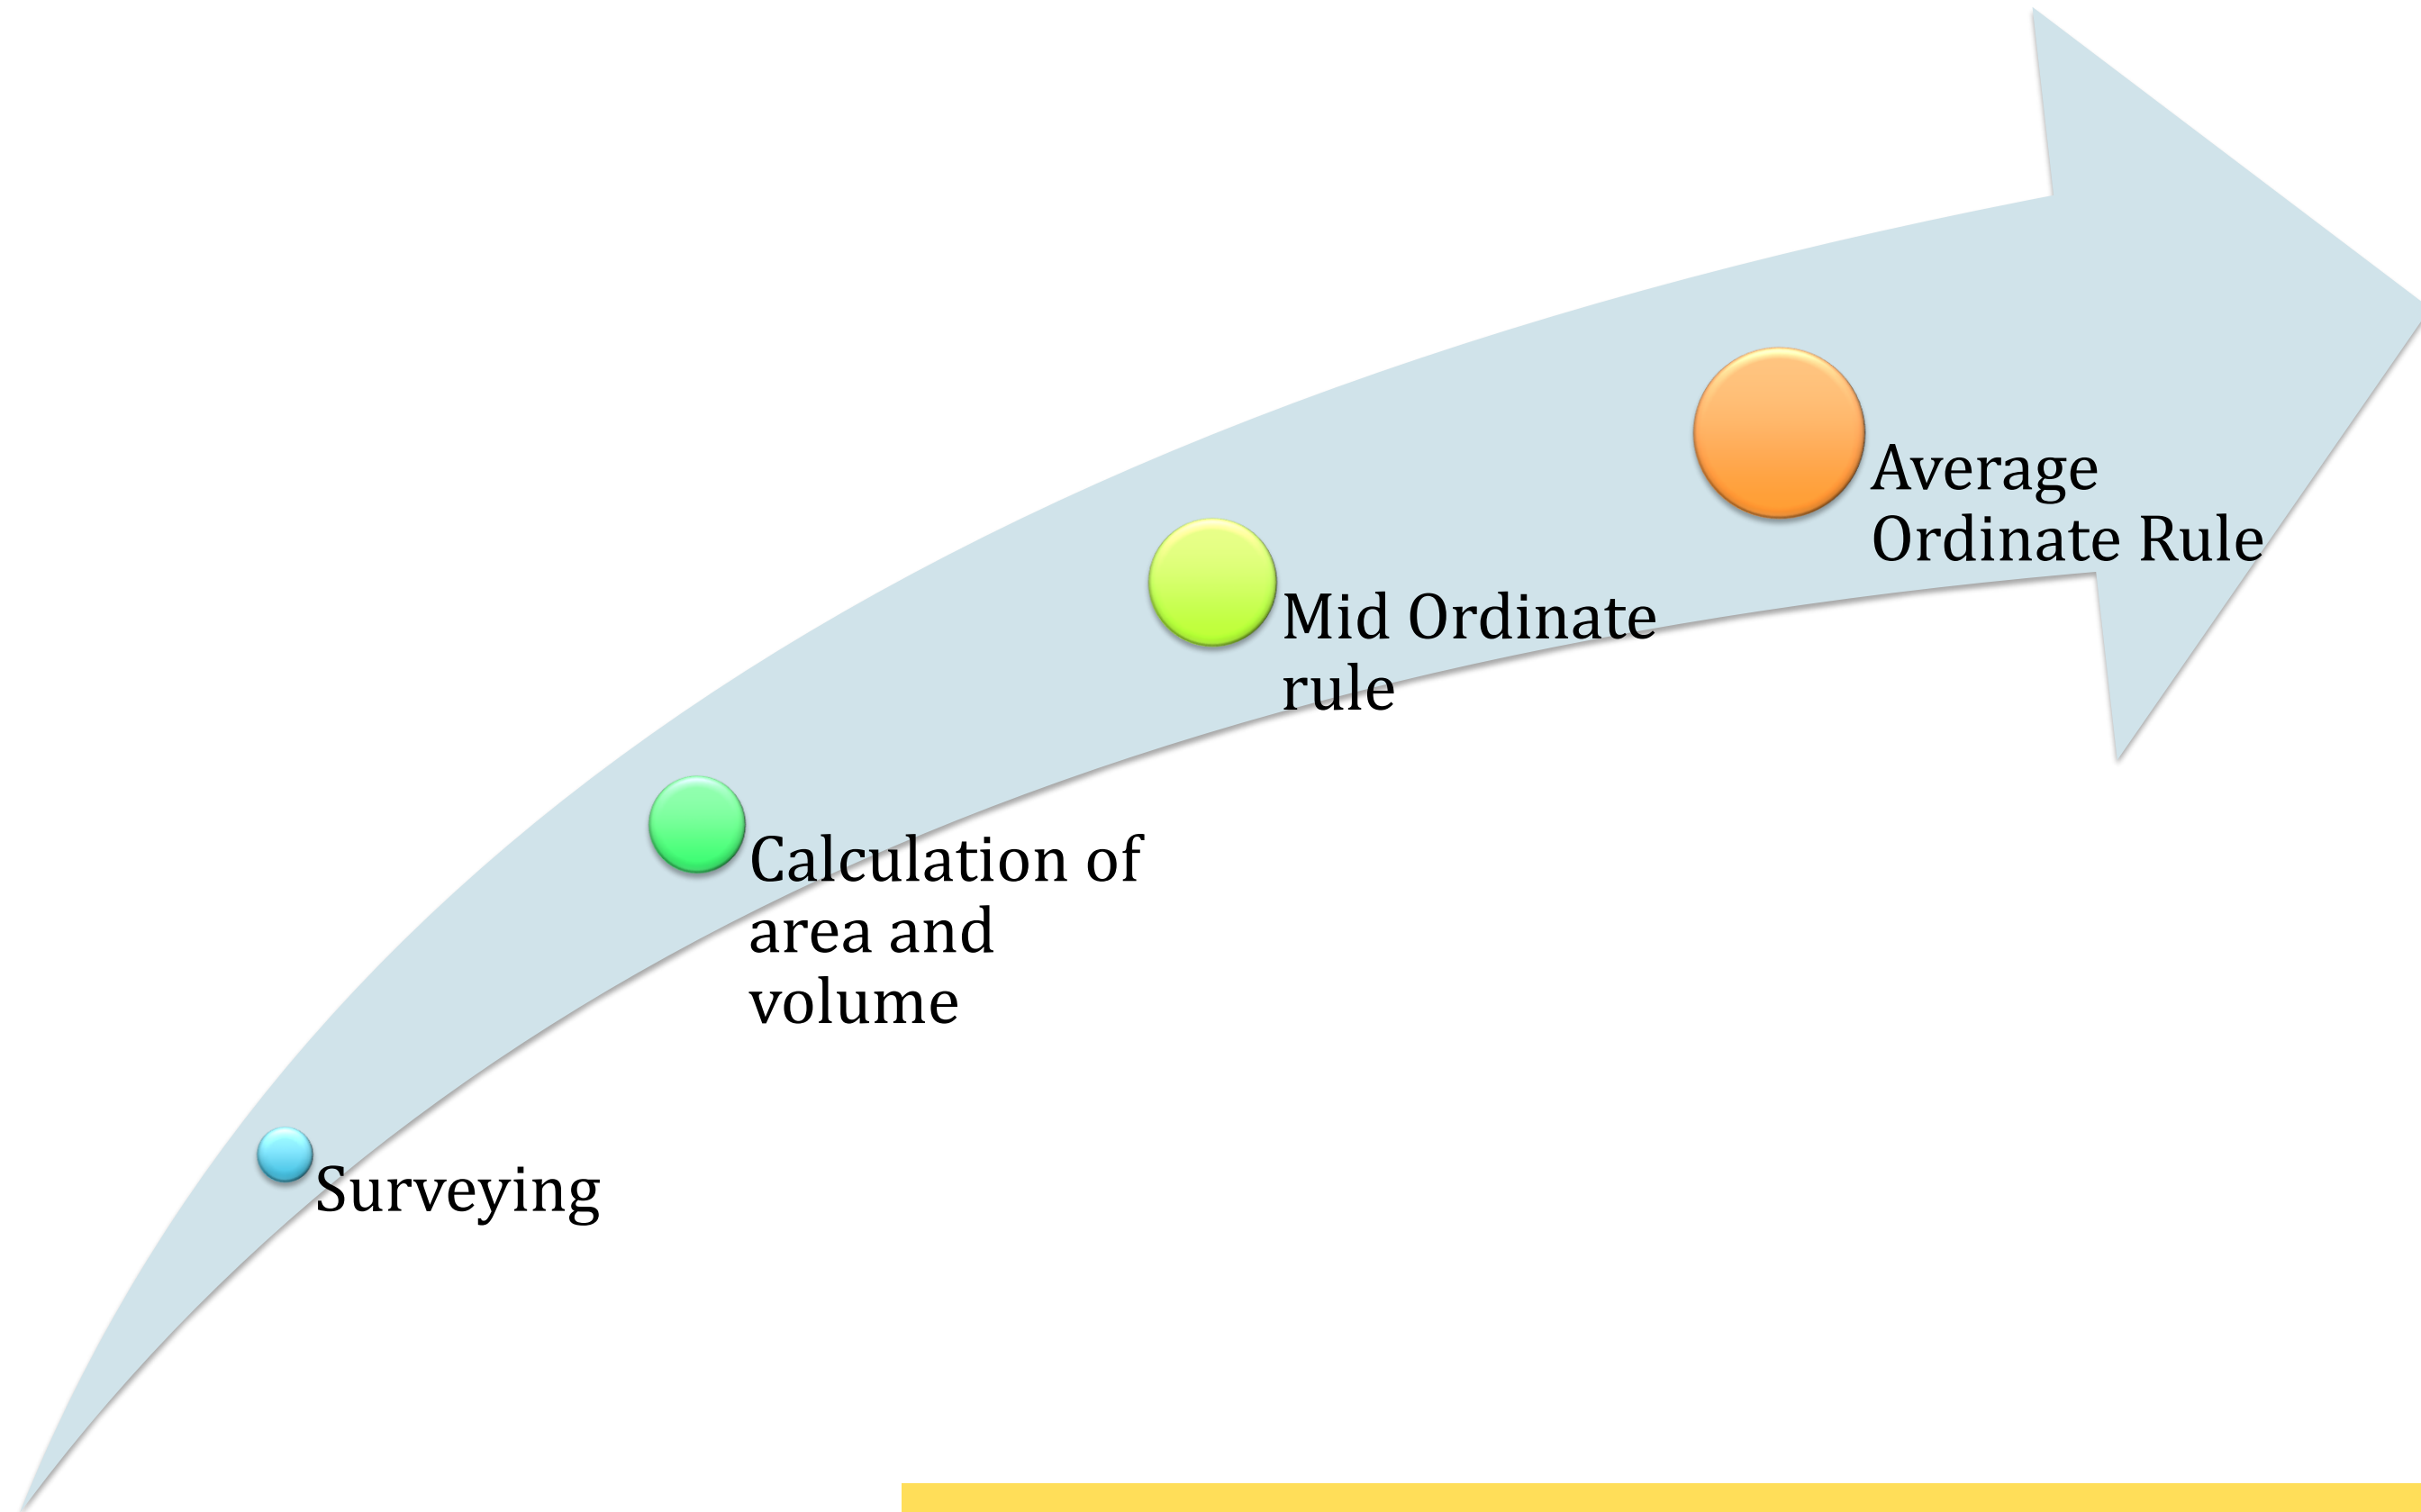 Surveying
Calculation of
area and
volume
Mid Ordinate
rule
Average
Ordinate Rule